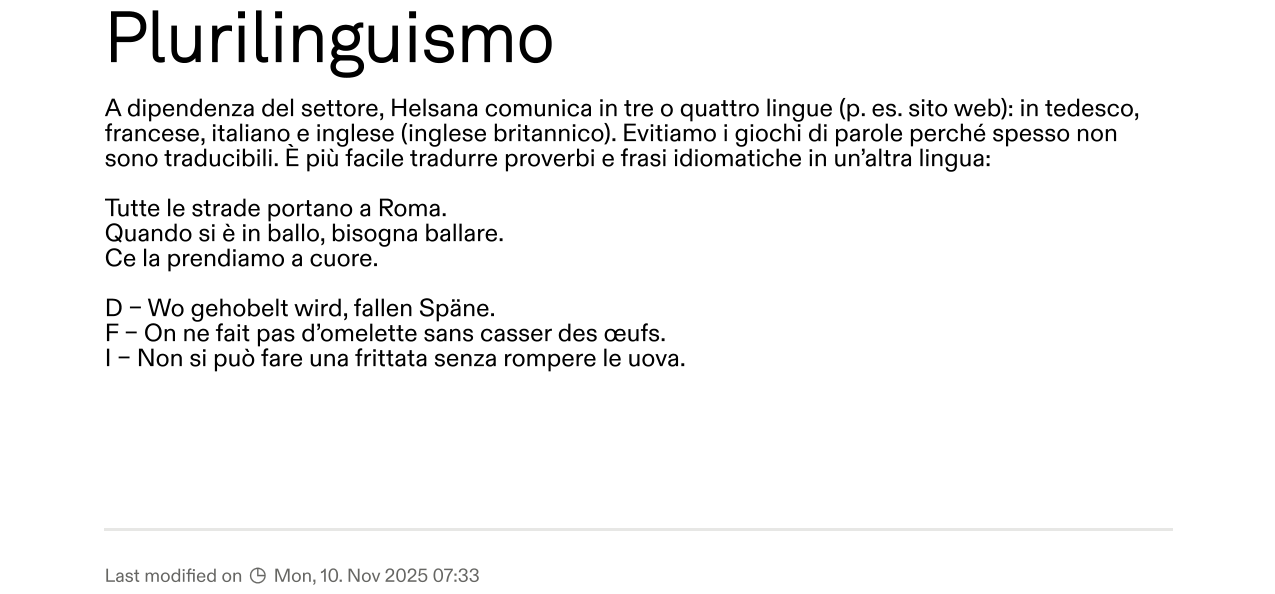 Plurilinguismo
A dipendenza del settore, Helsana comunica in tre o quattro lingue (p. es. sito web): in tedesco,
francese, italiano e inglese (inglese britannico). Evitiamo i giochi di parole perché spesso non
sono traducibili. È più facile tradurre proverbi e frasi idiomatiche in un’altra lingua:
Tutte le strade portano a Roma.
Quando si è in ballo, bisogna ballare.
Ce la prendiamo a cuore.
D – Wo gehobelt wird, fallen Späne.
F – On ne fait pas d’omelette sans casser des œufs.
I – Non si può fare una frittata senza rompere le uova.
Last modified on Mon, 10. Nov 2025 07:33